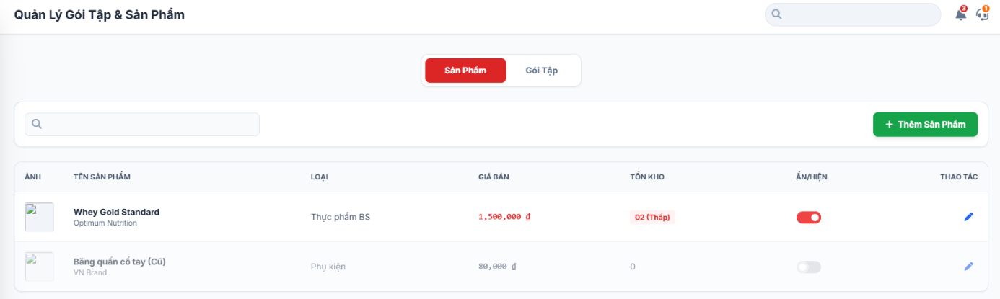 Quản Lý Gói Tập & Sản Phẩm
3
1
Sản Phẩm
Gói Tập
+ Thêm Sản Phẩm
ẢNH TÊN SẢN PHẨM LOẠI GIÁ BÁN TỒN KHO ẨN/HIỆN THAO TÁC
Whey Gold Standard
Optimum Nutrition
Thực phẩm BS
1,500,000 ₫
02 (Thấp)
Băng quấn cổ tay (Cũ)
VN Brand
Phụ kiện
80,000 ₫
0